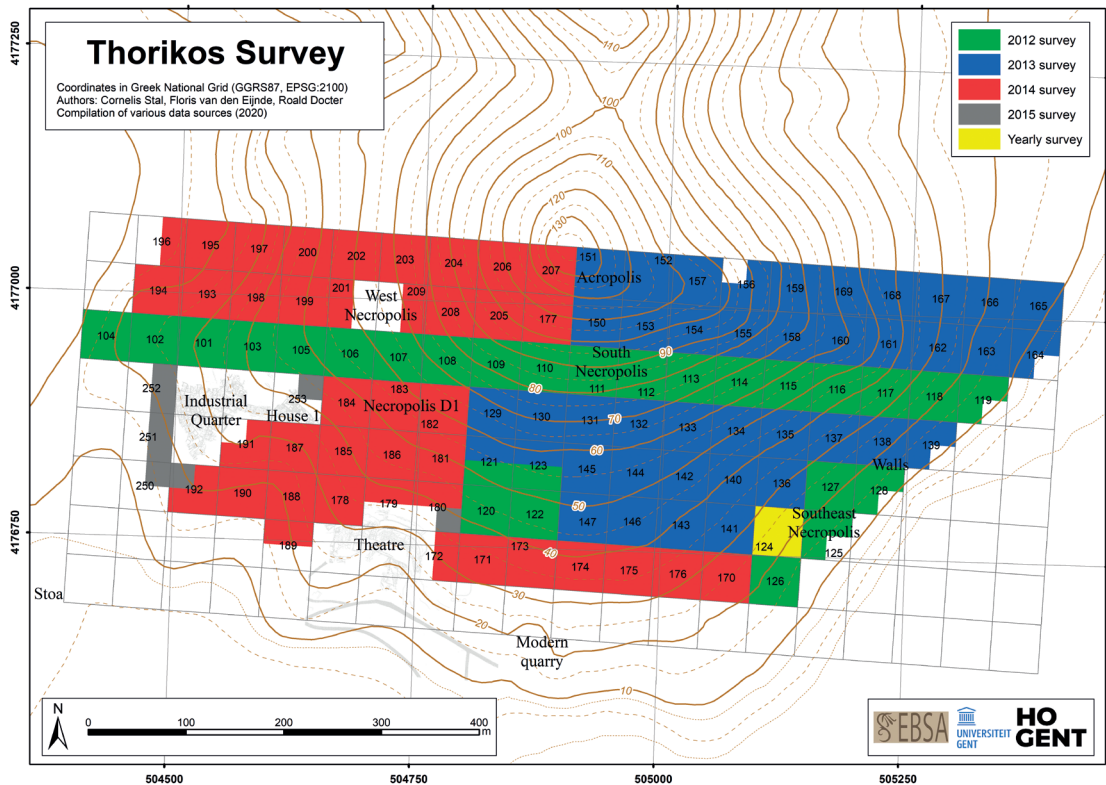 Thorikos Survey
Coordinates in Greek National Grid (GGRS87, EPSG:2100)
Authors: Cornelis Stal, Floris van den Eijnde, Roald Docter
Compilation of various data sources (2020)
2012 survey
2013 survey
2014 survey
2015 survey
Yearly survey
4177250
4177000
4176750
110
100
100
110
120
130
196 195 197 200 202 203 204 206 207 151 152 157 156 159 169 168 167 166 165
Acropolis
194 193 198 199 201 209 208 205 177 150 153 154 155 158 160 161 162 163 164
West
Necropolis
104 102 101 103 105 106 107 108 109 110 111 112 113 114 115 116 117 118 119
South
Necropolis
90
80
70
60
50
40
30
20
10
252 253 184 183 182 129 130 131 132 133 134 135 137 138 139
Industrial
Quarter
House 1
Necropolis D1
251 191 187 185 186 181 121 123 145 144 142 140 136 127 128
Walls
250 192 190 188 178 179 180 120 122 147 146 143 141 124 125
Southeast
Necropolis
189 172 171 173 174 175 176 170 126
Theatre
Stoa
Modern
quarry
N
0 100 200 300 400
m
EBSA
UNIVERSITEIT
GENT
HO
GENT
504500 504750 505000 505250